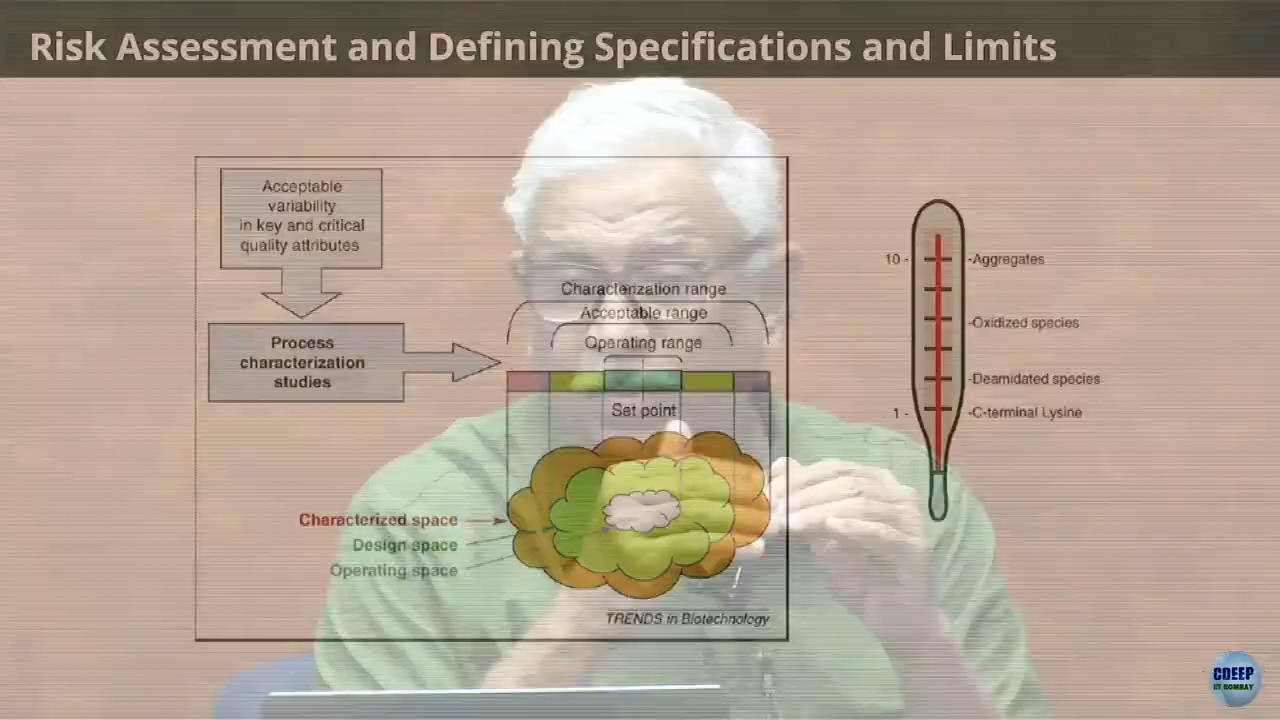 Risk Assessment and Defining Specifications and Limits
Acceptable
variability
in key and critical
quality attributes
Process
characterization
studies
Characterization range
Acceptable range
Operating range
Set point
Characterized space
Design space
Operating space
TRENDS in Biotechnology
10 -
-Aggregates
-Oxidized species
-Deamidated species
1 -
-C-terminal Lysine
CDEEP
IIT BOMBAY